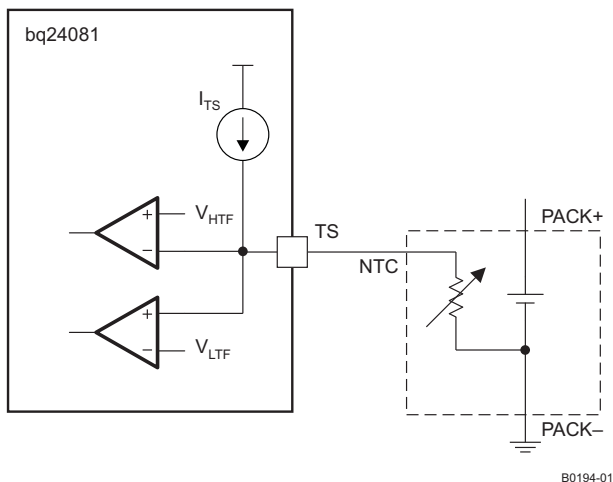 bq24081
I_TS
V_HTF
+
−
TS
NTC
PACK+
+
−
V_LTF
PACK–
B0194-01